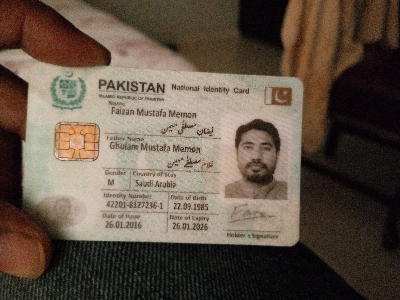 PAKISTAN National Identity Card
ISLAMIC REPUBLIC OF PAKISTAN
Name
Faizan Mustafa Memon
فیضان مصطفیٰ میمن
Father Name
Ghulam Mustafa Memon
غلام مصطفیٰ میمن
Gender Country of Stay
M Saudi Arabia
Identity Number Date of Birth
42201-8327236-1 22.09.1985
Date of Issue Date of Expiry
26.01.2016 26.01.2026
Holder's Signature